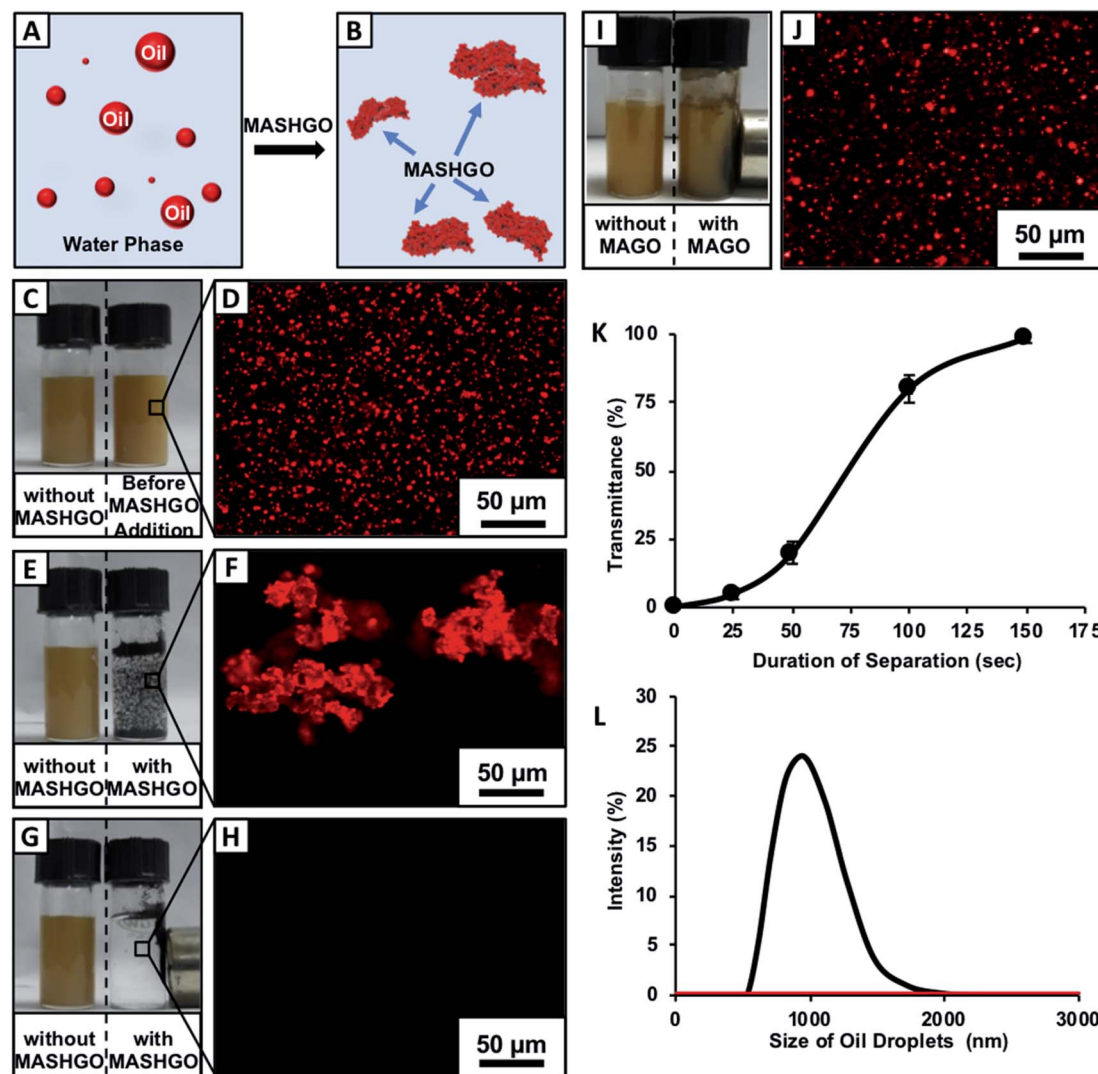 A
Oil
Oil
Oil
Water Phase
MASHGO
B
MASHGO
C
without
MASHGO
Before
MASHGO
Addition
D
50 µm
E
without
MASHGO
with
MASHGO
F
50 µm
G
without
MASHGO
with
MASHGO
H
50 µm
I
without
MAGO
with
MAGO
J
50 µm
K
Transmittance (%)
100
75
50
25
0
0 25 50 75 100 125 150 175
Duration of Separation (sec)
L
Intensity (%)
30
25
20
15
10
5
0
0 1000 2000 3000
Size of Oil Droplets (nm)